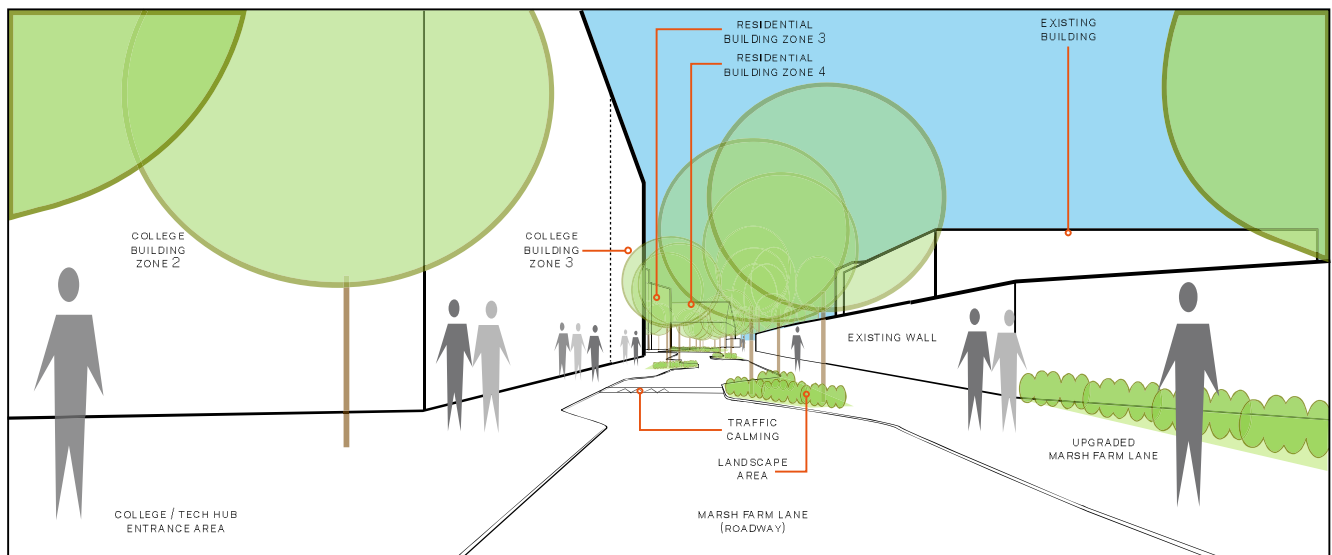 RESIDENTIAL
BUILDING ZONE 3
RESIDENTIAL
BUILDING ZONE 4
EXISTING
BUILDING
COLLEGE
BUILDING
ZONE 2
COLLEGE
BUILDING
ZONE 3
EXISTING WALL
TRAFFIC
CALMING
LANDSCAPE
AREA
UPGRADED
MARSH FARM LANE
COLLEGE / TECH HUB
ENTRANCE AREA
MARSH FARM LANE
(ROADWAY)